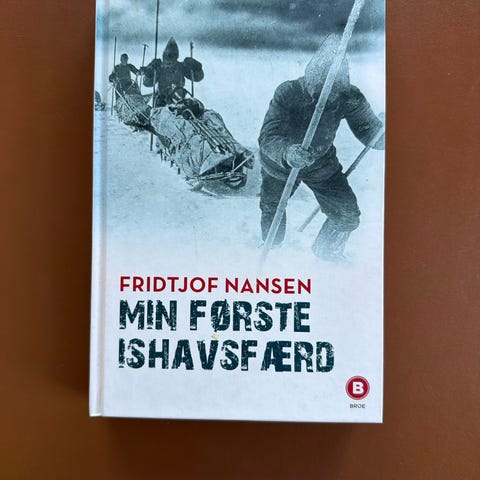 FRIDTJOF NANSEN
MIN FØRSTE
ISHAVSFÆRD
B
BROE